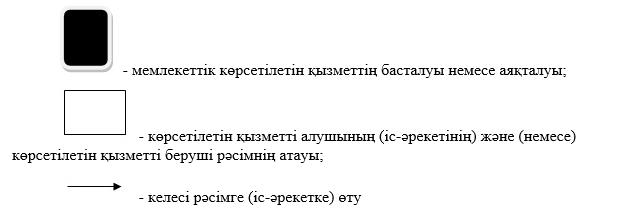 - мемлекеттік көрсетілетін қызметтің басталуы немесе аяқталуы;
- көрсетілетін қызметті алушының (іс-әрекетінің) және (немесе)
көрсетілетін қызметті беруші рәсімнің атауы;
- келесі рәсімге (іс-әрекетке) өту